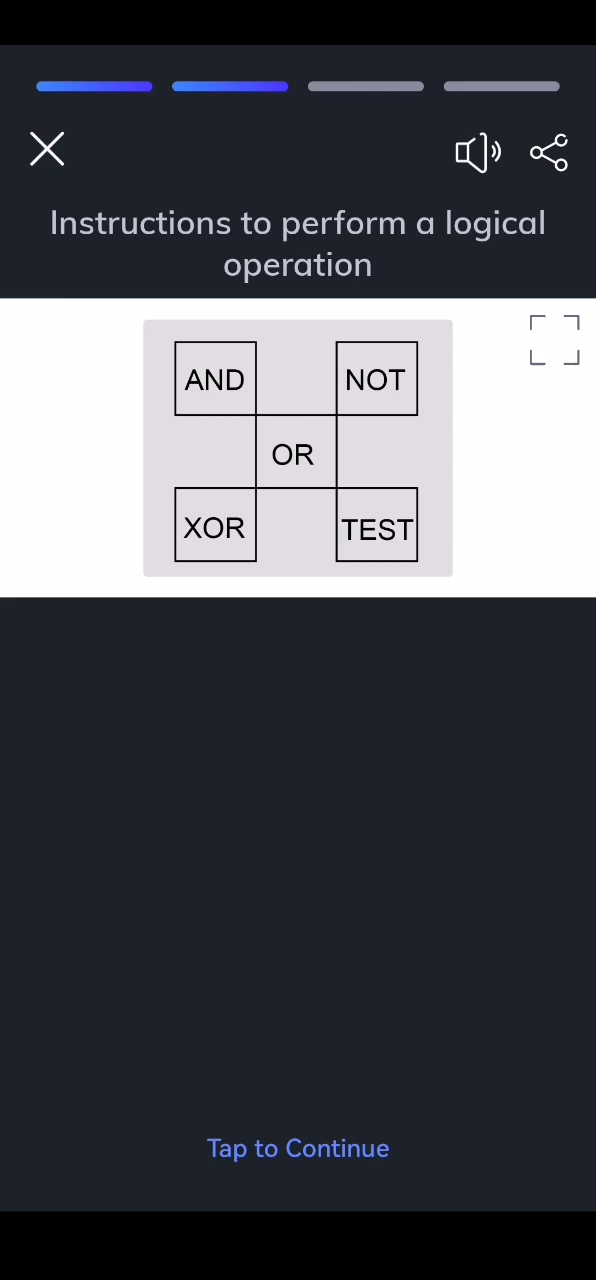 Instructions to perform a logical
operation
AND
NOT
OR
XOR
TEST
Tap to Continue